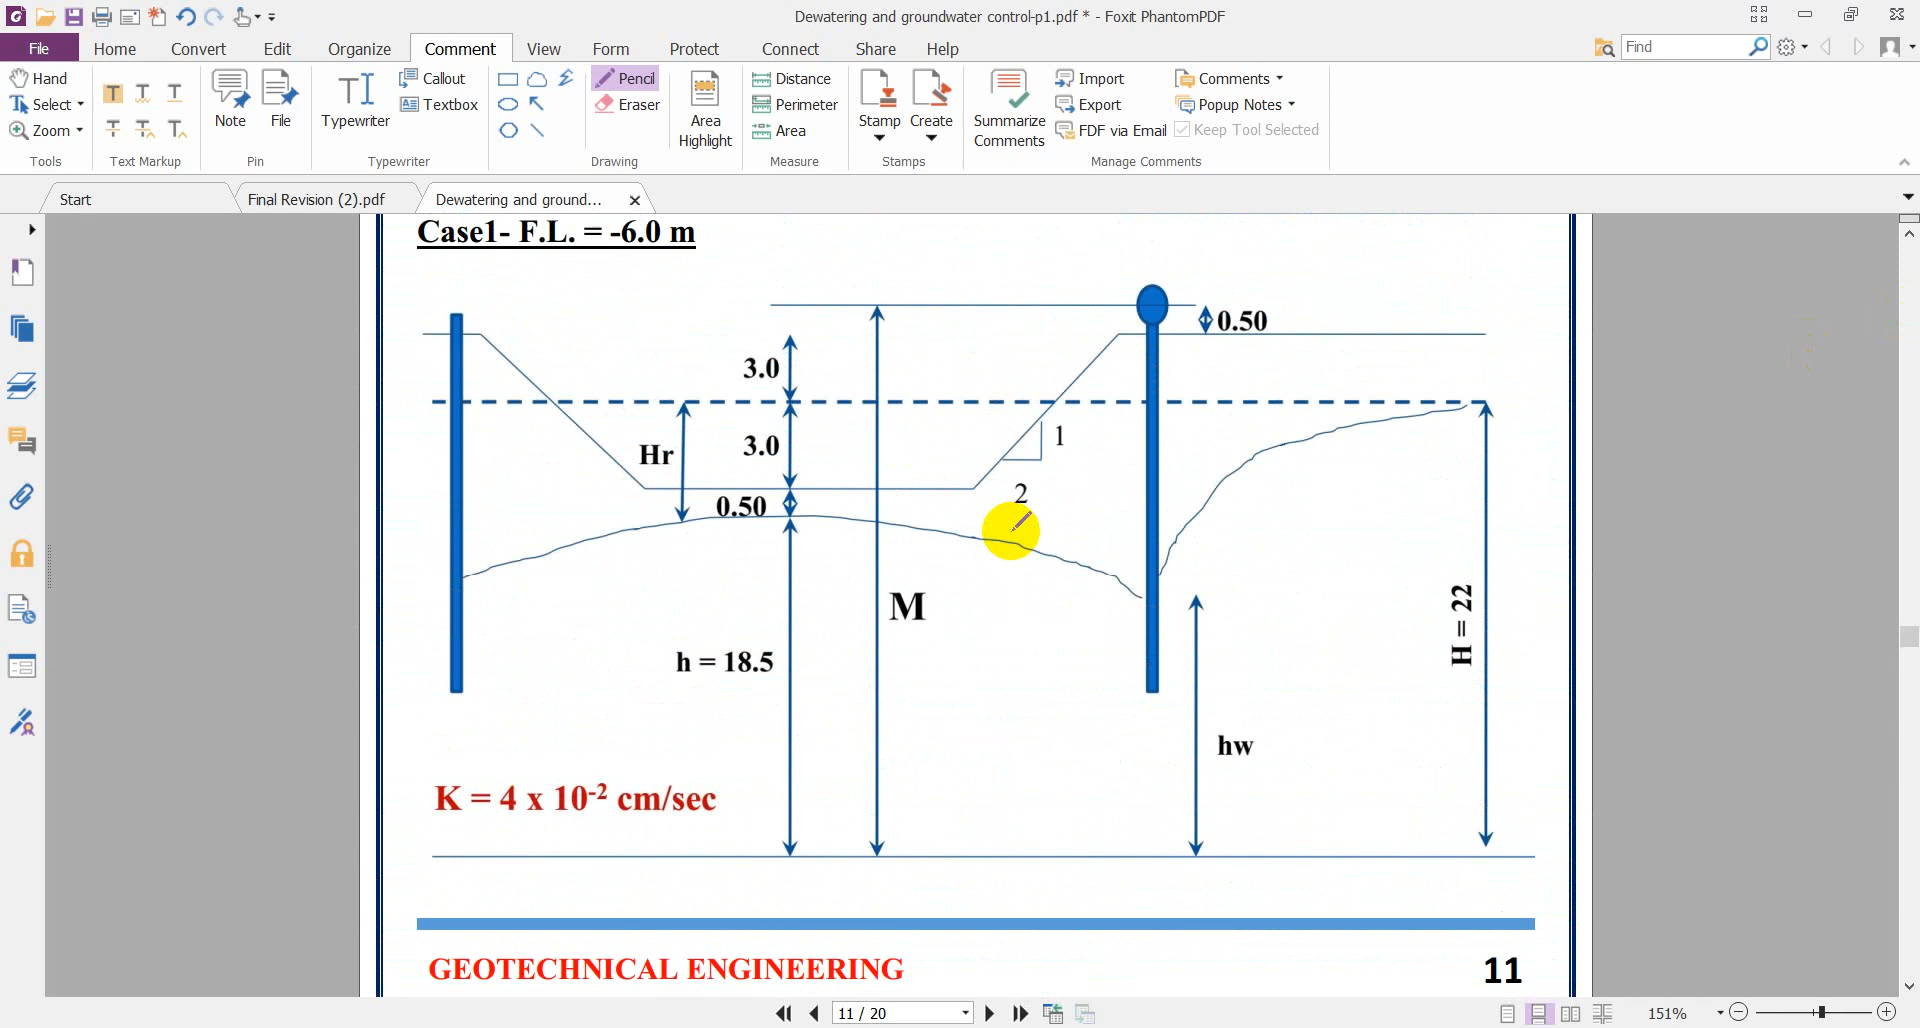 Dewatering and groundwater control-p1.pdf * - Foxit PhantomPDF
File Home Convert Edit Organize Comment View Form Protect Connect Share Help Find
Hand
Select
Zoom
Tools
Text Markup
Note
File
Pin
Typewriter
Callout
Textbox
Typewriter
Pencil
Eraser
Drawing
Area
Highlight
Distance
Perimeter
Area
Measure
Stamp
Create
Stamps
Summarize
Comments
Import
Export
FDF via Email
Comments
Popup Notes
Keep Tool Selected
Manage Comments
Start
Final Revision (2).pdf
Dewatering and ground...
Case1- F.L. = -6.0 m
0.50
3.0
Hr
3.0
1
2
0.50
M
h = 18.5
H = 22
hw
K = 4 x 10⁻² cm/sec
GEOTECHNICAL ENGINEERING
11
11 / 20
151%